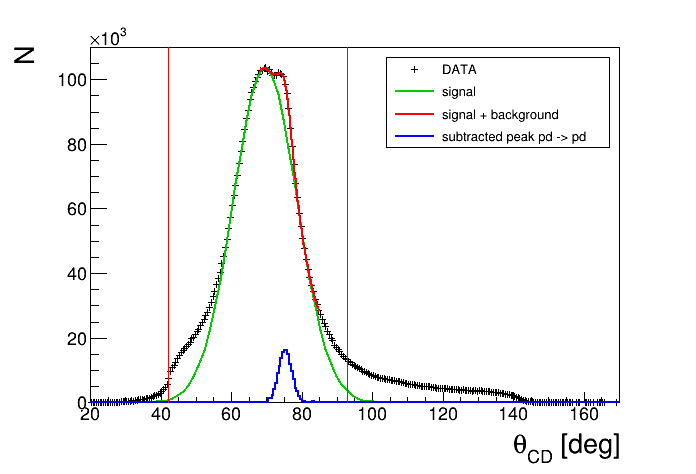 ×10³
N
DATA
signal
signal + background
subtracted peak pd -> pd
100
80
60
40
20
0
20 40 60 80 100 120 140 160
θCD [deg]